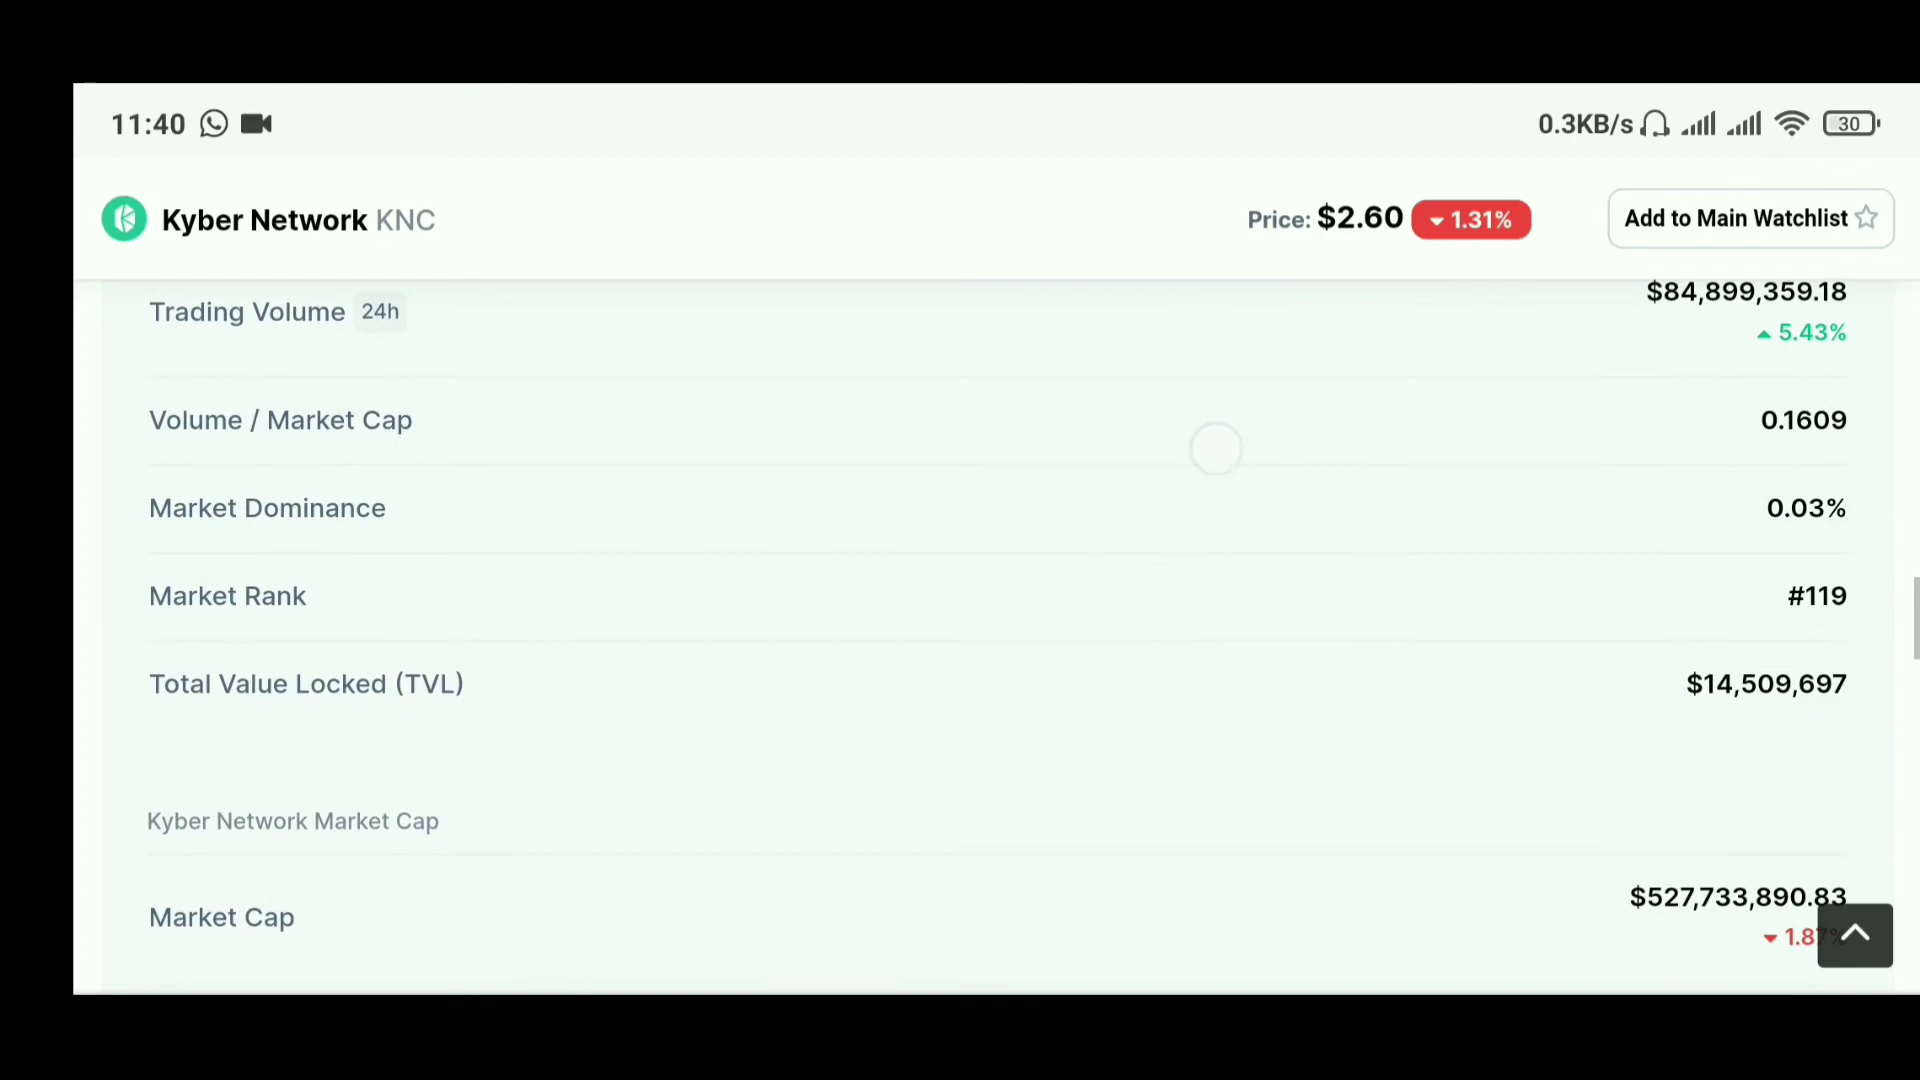 11:40 0.3KB/s 30
Kyber Network KNC Price: $2.60 1.31% Add to Main Watchlist
Trading Volume 24h $84,899,359.18
5.43%
Volume / Market Cap 0.1609
Market Dominance 0.03%
Market Rank #119
Total Value Locked (TVL) $14,509,697
Kyber Network Market Cap
Market Cap $527,733,890.83
1.87%